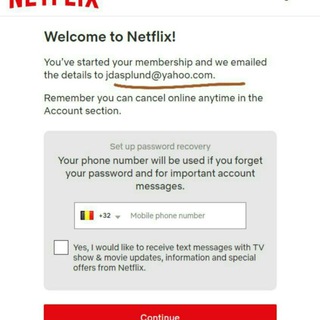 NETFLIX
Welcome to Netflix!
You've started your membership and we emailed
the details to jdasplund@yahoo.com.
Remember you can cancel online anytime in the
Account section.
Set up password recovery
Your phone number will be used if you forget
your password and for important account
messages.
+32 Mobile phone number
Yes, I would like to receive text messages with TV
show & movie updates, information and special
offers from Netflix.
Continue